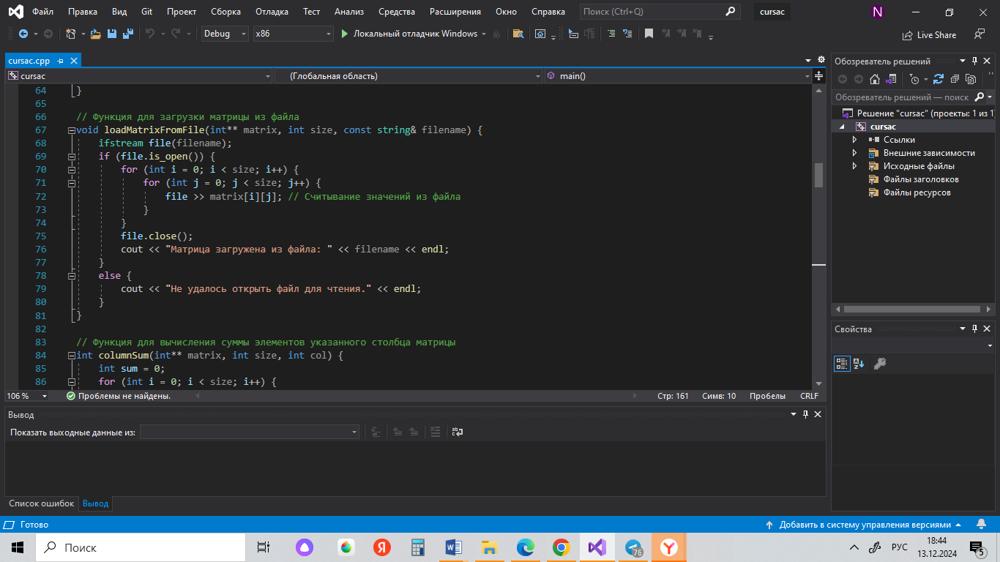 Файл Правка Вид Git Проект Сборка Отладка Тест Анализ Средства Расширения Окно Справка Поиск (Ctrl+Q) cursac N
Debug x86 Локальный отладчик Windows Live Share
cursac.cpp
cursac (Глобальная область) main()
64 }
65
66 // Функция для загрузки матрицы из файла
67 void loadMatrixFromFile(int** matrix, int size, const string& filename) {
68 ifstream file(filename);
69 if (file.is_open()) {
70 for (int i = 0; i < size; i++) {
71 for (int j = 0; j < size; j++) {
72 file >> matrix[i][j]; // Считывание значений из файла
73 }
74 }
75 file.close();
76 cout << "Матрица загружена из файла: " << filename << endl;
77 }
78 else {
79 cout << "Не удалось открыть файл для чтения." << endl;
80 }
81 }
82
83 // Функция для вычисления суммы элементов указанного столбца матрицы
84 int columnSum(int** matrix, int size, int col) {
85 int sum = 0;
86 for (int i = 0; i < size; i++) {
106 % Проблемы не найдены. Стр: 161 Симв: 10 Пробелы CRLF
Вывод
Показать выходные данные из:
Список ошибок Вывод
Обозреватель решений
Обозреватель решений — поиск
Решение "cursac" (проекты: 1 из 1)
cursac
Ссылки
Внешние зависимости
Исходные файлы
Файлы заголовков
Файлы ресурсов
Свойства
Готово Добавить в систему управления версиями
Поиск Я W 76 Y РУС 18:44
13.12.2024 5